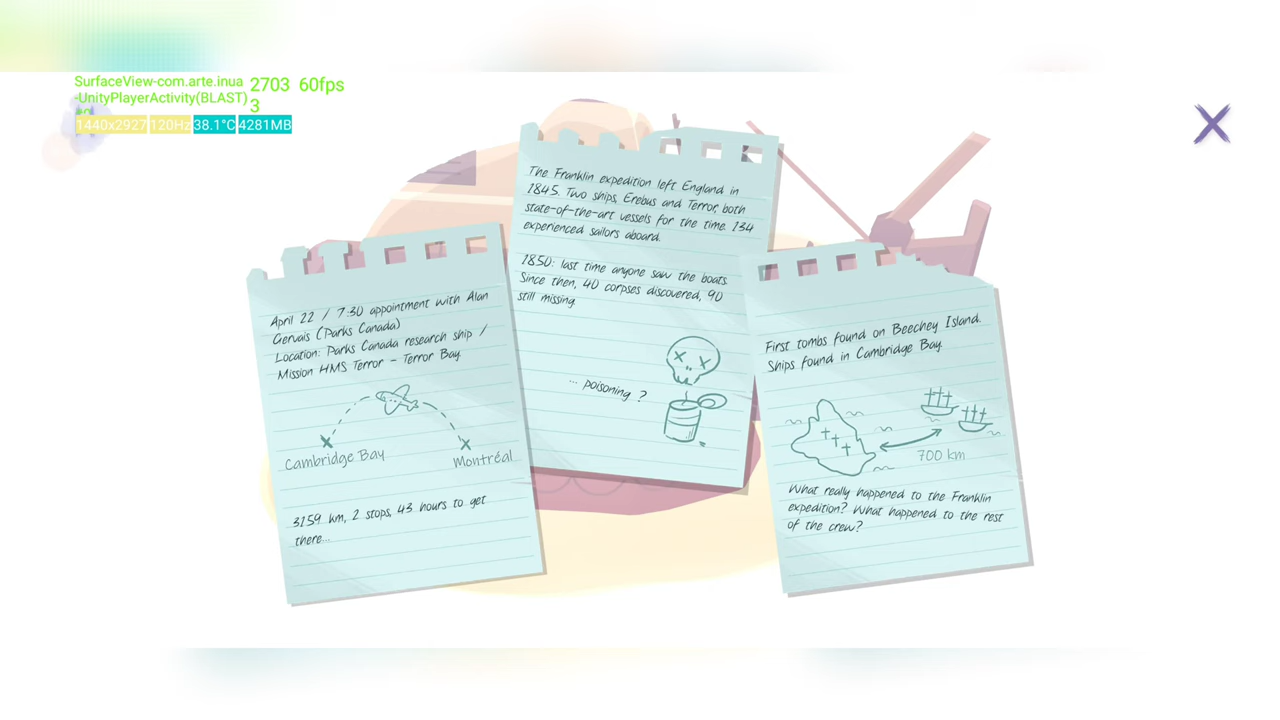 SurfaceView-com.arte.inua
-UnityPlayerActivity(BLAST)
2703 60fps
3
1440x2927 120Hz 38.1°C 4281MB
April 22 / 7:30 appointment with Alan
Gervais (Parks Canada)
Location: Parks Canada research ship /
Mission HMS Terror - Terror Bay.
Cambridge Bay
Montréal
3159 km, 2 stops, 43 hours to get
there...
The Franklin expedition left England in
1845. Two ships, Erebus and Terror, both
state-of-the-art vessels for the time. 134
experienced sailors aboard.
1850: last time anyone saw the boats.
Since then, 40 corpses discovered, 90
still missing.
... poisoning ?
First tombs found on Beechey Island.
Ships found in Cambridge Bay.
700 km
What really happened to the Franklin
expedition? What happened to the rest
of the crew?